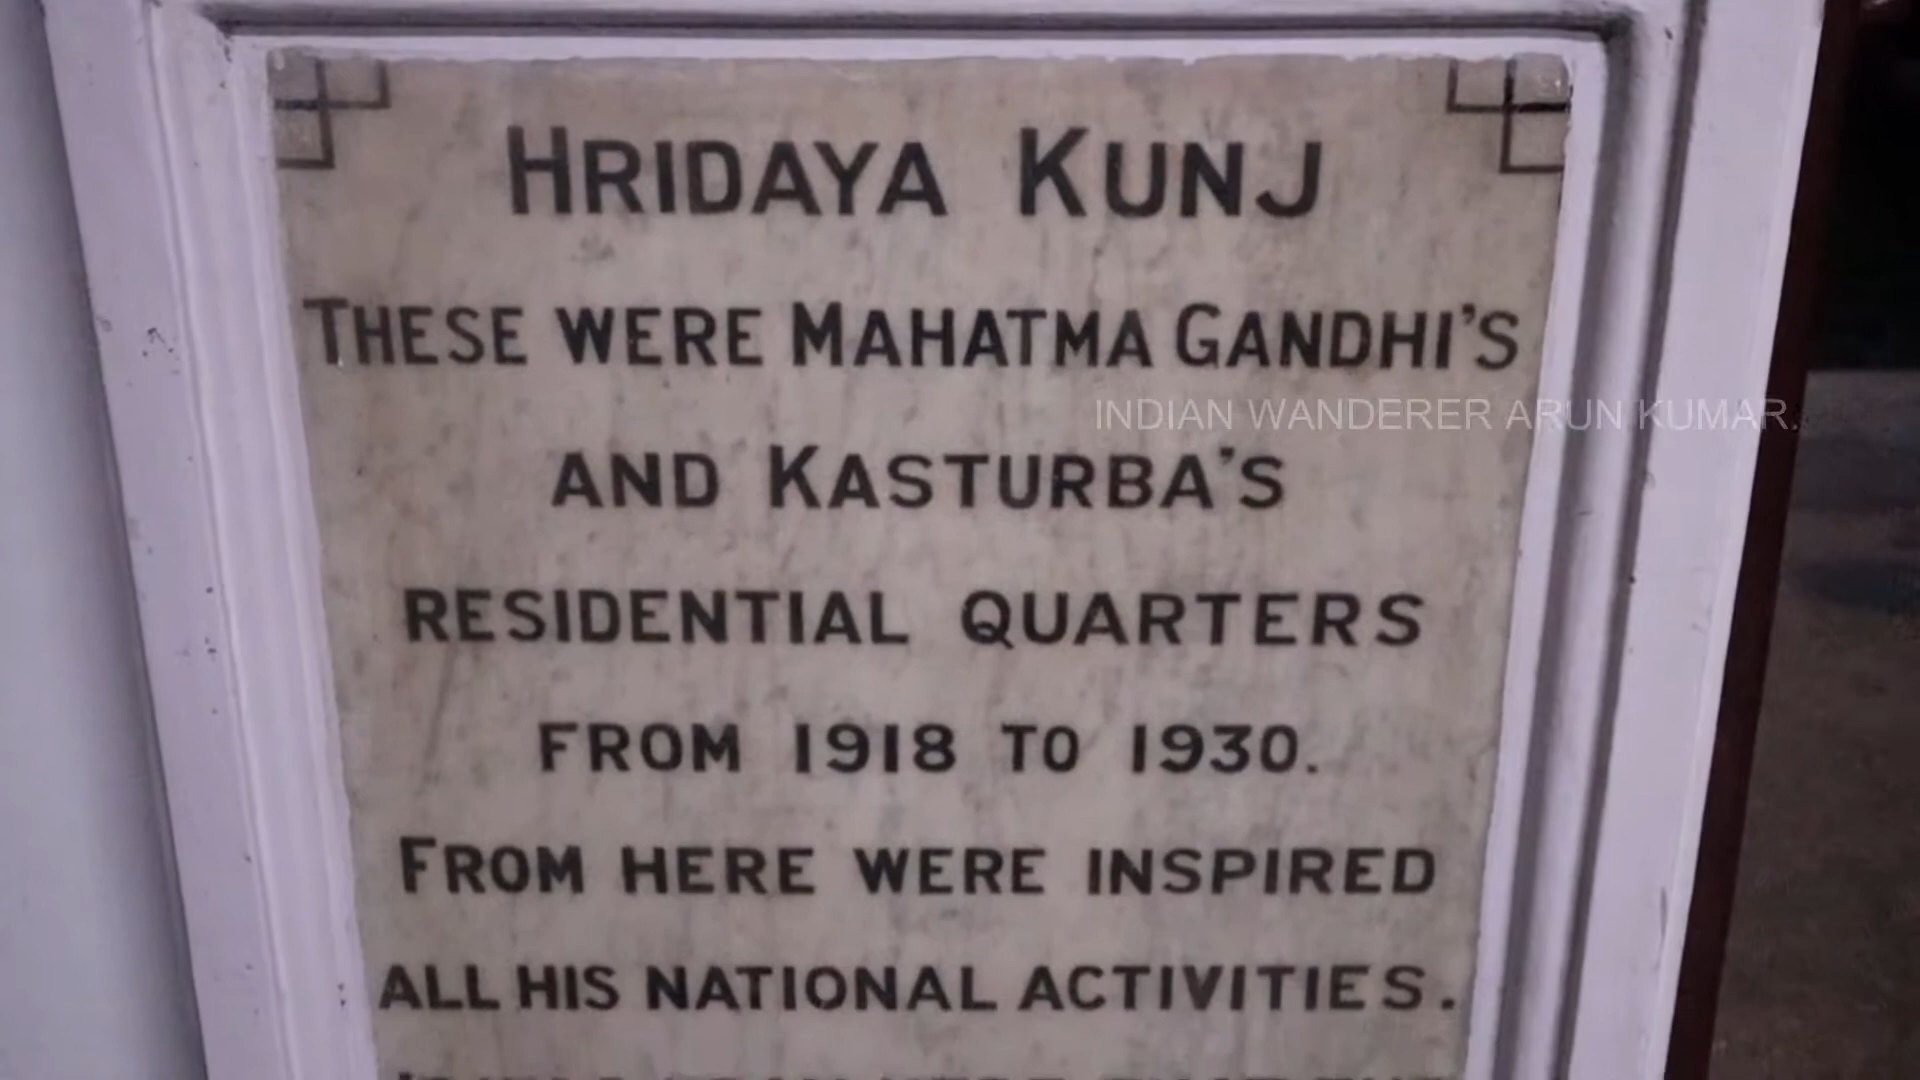 HRIDAYA KUNJ
THESE WERE MAHATMA GANDHI'S
INDIAN WANDERER ARUN KUMAR.
AND KASTURBA'S
RESIDENTIAL QUARTERS
FROM 1918 TO 1930.
FROM HERE WERE INSPIRED
ALL HIS NATIONAL ACTIVITIES.